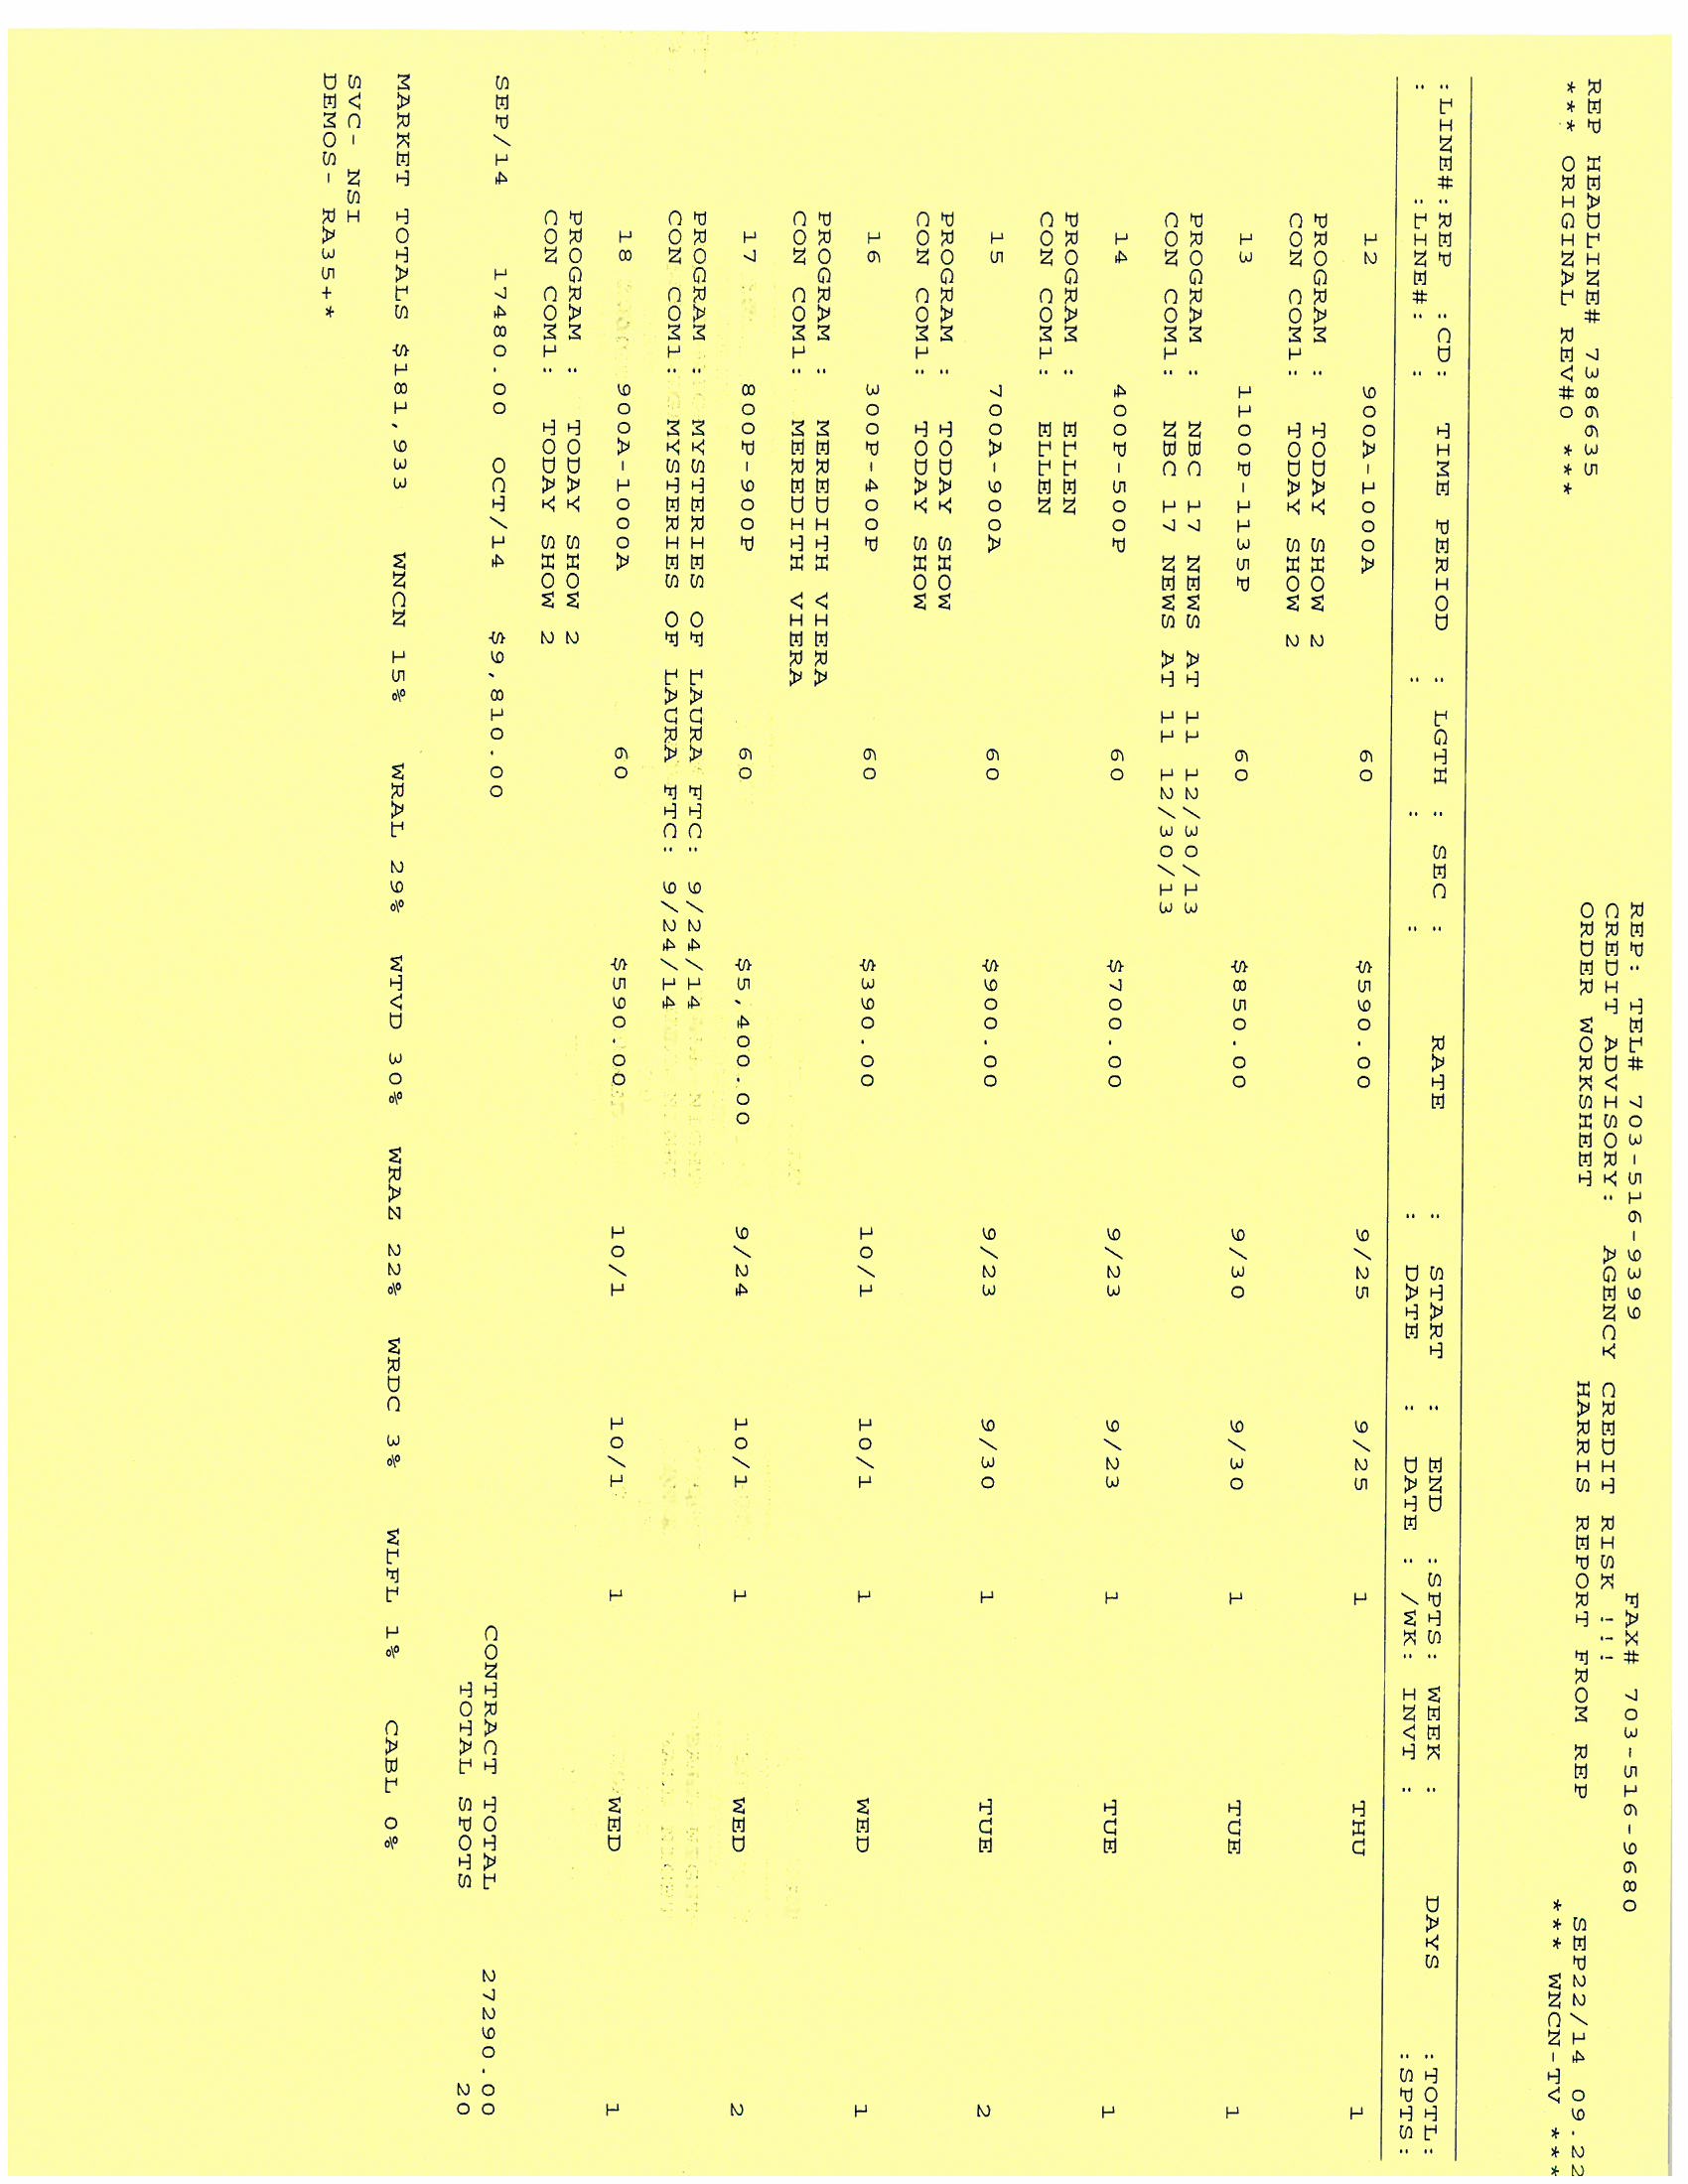 REP: TEL# 703-516-9399 FAX# 703-516-9680
CREDIT ADVISORY: AGENCY CREDIT RISK !!!
REP HEADLINE# 7386635 ORDER WORKSHEET HARRIS REPORT FROM REP SEP22/14 09.22
*** ORIGINAL REV#0 *** *** WNCN-TV ***
:LINE#:REP :CD: TIME PERIOD : LGTH : SEC : RATE : START : END :SPTS: WEEK : DAYS :TOTL:
: :LINE#: : : : : : DATE : DATE : /WK: INVT : :SPTS:
12 900A-1000A 60 $590.00 9/25 9/25 1 THU 1
PROGRAM : TODAY SHOW 2
CON COM1: TODAY SHOW 2
13 1100P-1135P 60 $850.00 9/30 9/30 1 TUE 1
PROGRAM : NBC 17 NEWS AT 11 12/30/13
CON COM1: NBC 17 NEWS AT 11 12/30/13
14 400P-500P 60 $700.00 9/23 9/23 1 TUE 1
PROGRAM : ELLEN
CON COM1: ELLEN
15 700A-900A 60 $900.00 9/23 9/30 1 TUE 2
PROGRAM : TODAY SHOW
CON COM1: TODAY SHOW
16 300P-400P 60 $390.00 10/1 10/1 1 WED 1
PROGRAM : MEREDITH VIERA
CON COM1: MEREDITH VIERA
17 800P-900P 60 $5,400.00 9/24 10/1 1 WED 2
PROGRAM : MYSTERIES OF LAURA FTC: 9/24/14
CON COM1: MYSTERIES OF LAURA FTC: 9/24/14
18 900A-1000A 60 $590.00 10/1 10/1 1 WED 1
PROGRAM : TODAY SHOW 2
CON COM1: TODAY SHOW 2
SEP/14 17480.00 OCT/14 $9,810.00 CONTRACT TOTAL 27290.00
TOTAL SPOTS 20
MARKET TOTALS $181,933 WNCN 15% WRAL 29% WTVD 30% WRAZ 22% WRDC 3% WLFL 1% CABL 0%
SVC- NSI
DEMOS- RA35+*